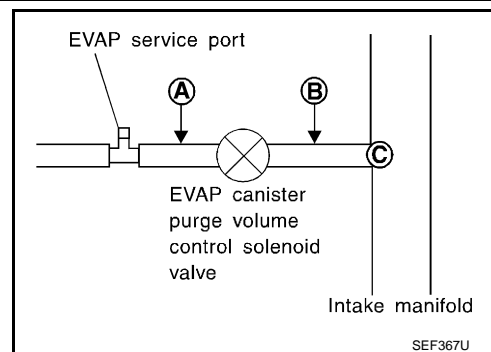 EVAP service port
A
B
C
EVAP canister
purge volume
control solenoid
valve
Intake manifold
SEF367U